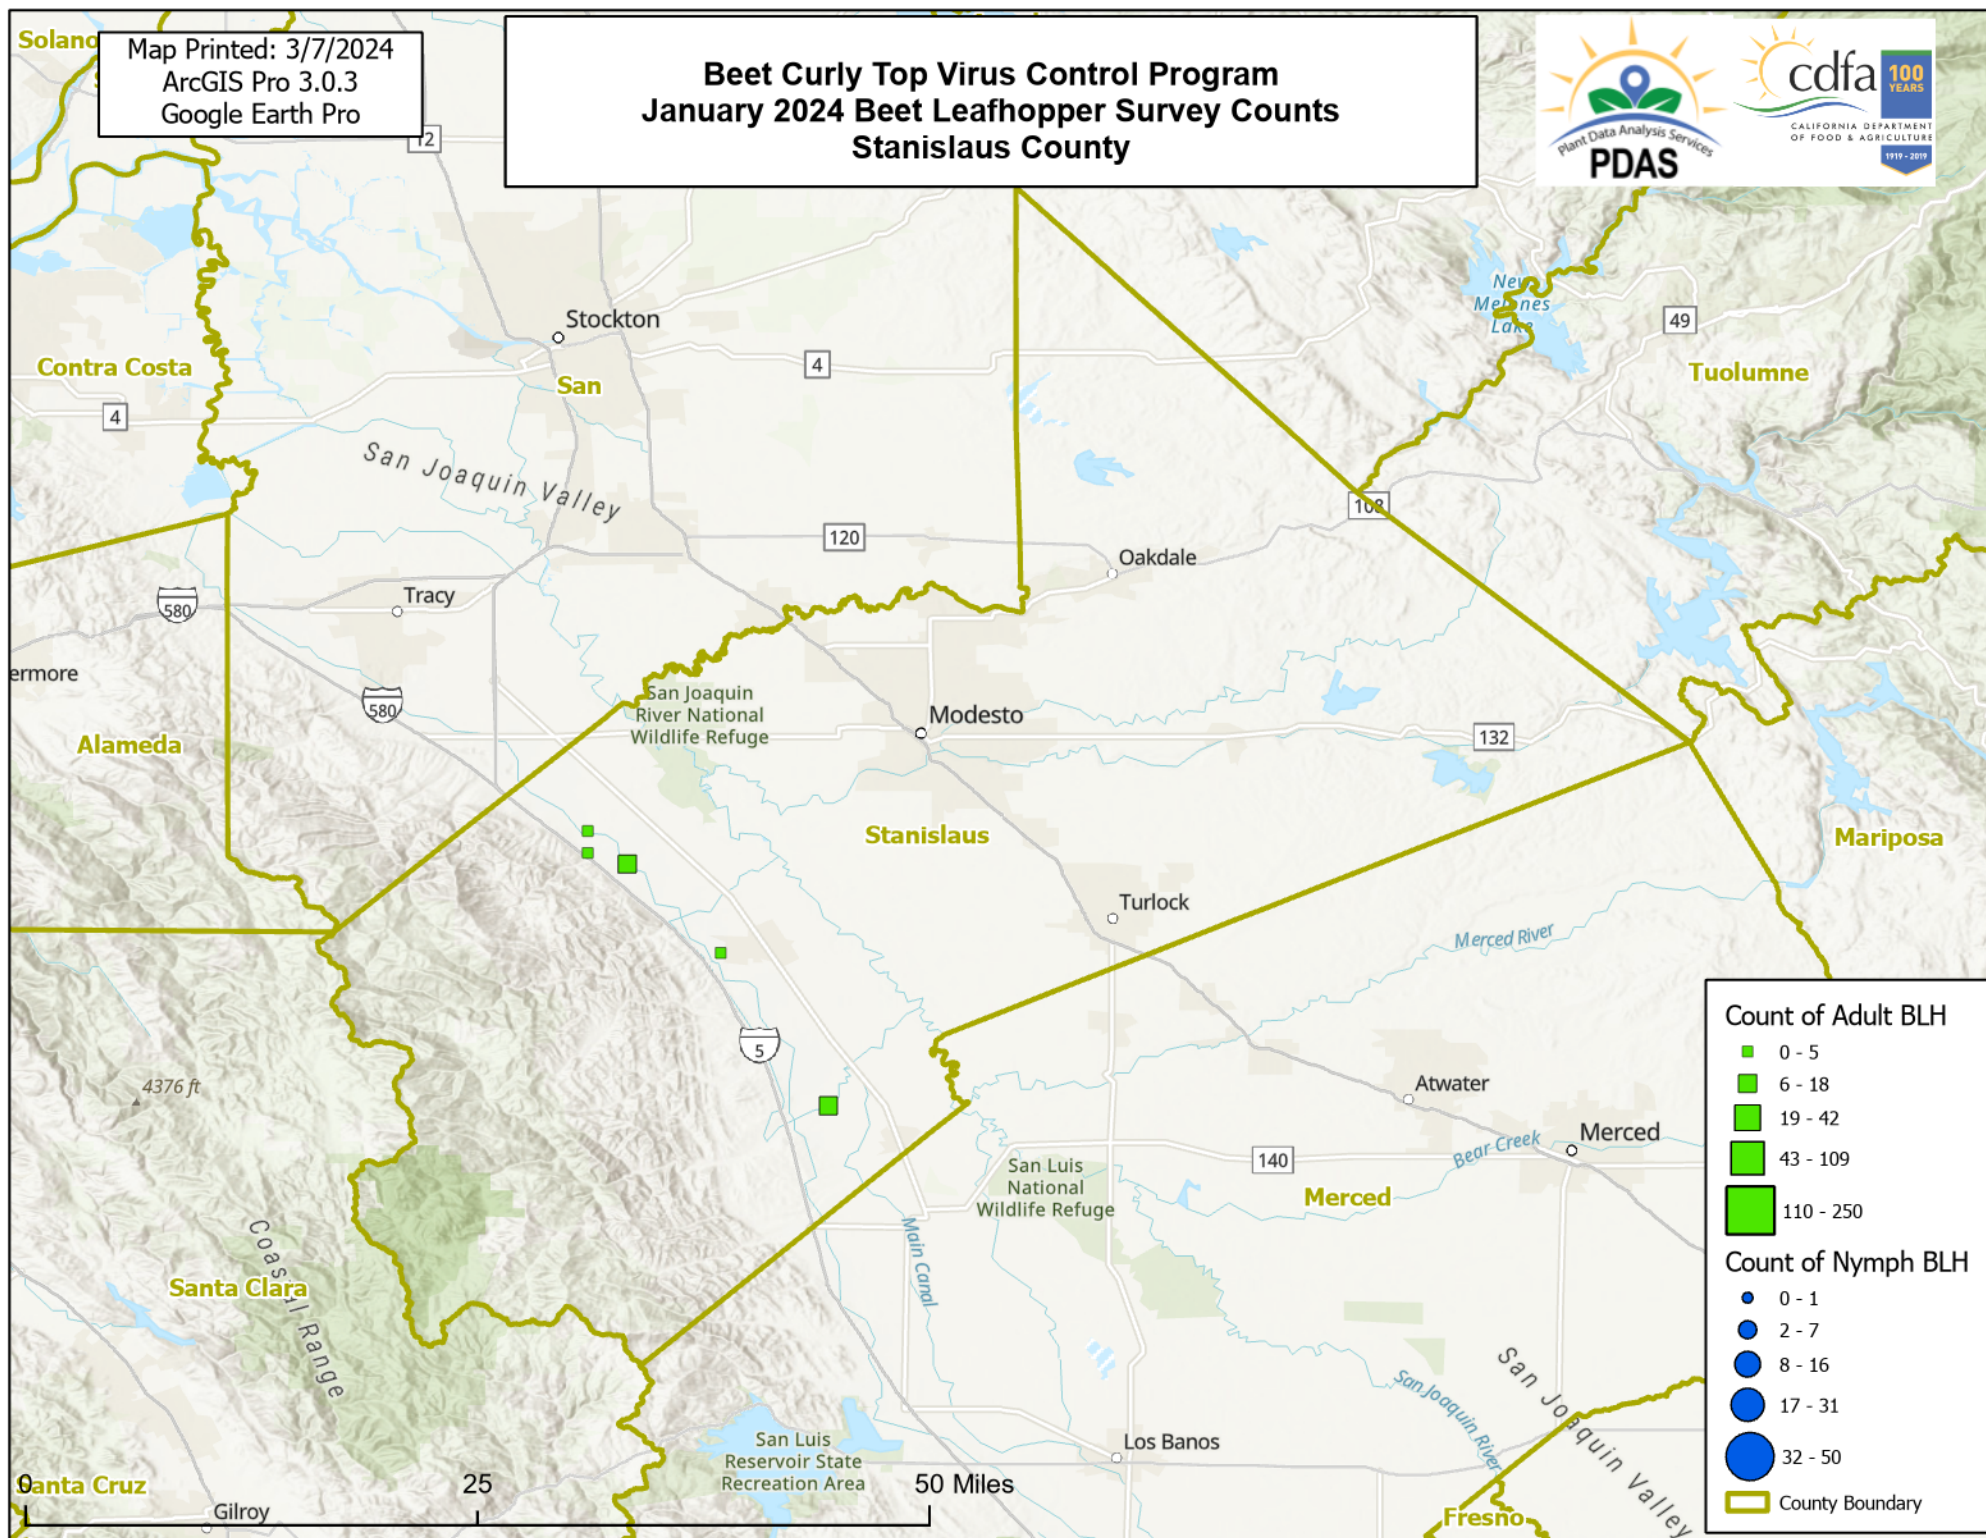 Solano
Map Printed: 3/7/2024
ArcGIS Pro 3.0.3
Google Earth Pro
Beet Curly Top Virus Control Program
January 2024 Beet Leafhopper Survey Counts
Stanislaus County
Plant Data Analysis Services
PDAS
cdfa
100
YEARS
CALIFORNIA DEPARTMENT
OF FOOD & AGRICULTURE
1919 - 2019
12
New
Melones
Lake
49
Stockton
4
Contra Costa
San
Tuolumne
4
San Joaquin Valley
108
120
Oakdale
580
Tracy
ermore
580
San Joaquin
River National
Wildlife Refuge
Modesto
132
Alameda
Stanislaus
Mariposa
Turlock
Merced River
5
4376 ft
Atwater
Merced
Bear Creek
140
San Luis
National
Wildlife Refuge
Merced
Main Canal
Coastal Range
Santa Clara
San Joaquin River
San Joaquin Valley
Los Banos
San Luis
Reservoir State
Recreation Area
0
25
50 Miles
Santa Cruz
Gilroy
Fresno
Count of Adult BLH
0 - 5
6 - 18
19 - 42
43 - 109
110 - 250
Count of Nymph BLH
0 - 1
2 - 7
8 - 16
17 - 31
32 - 50
County Boundary